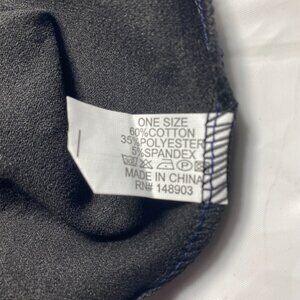 ONE SIZE
60%COTTON
35%POLYESTER
5%SPANDEX
MADE IN CHINA
RN# 148903